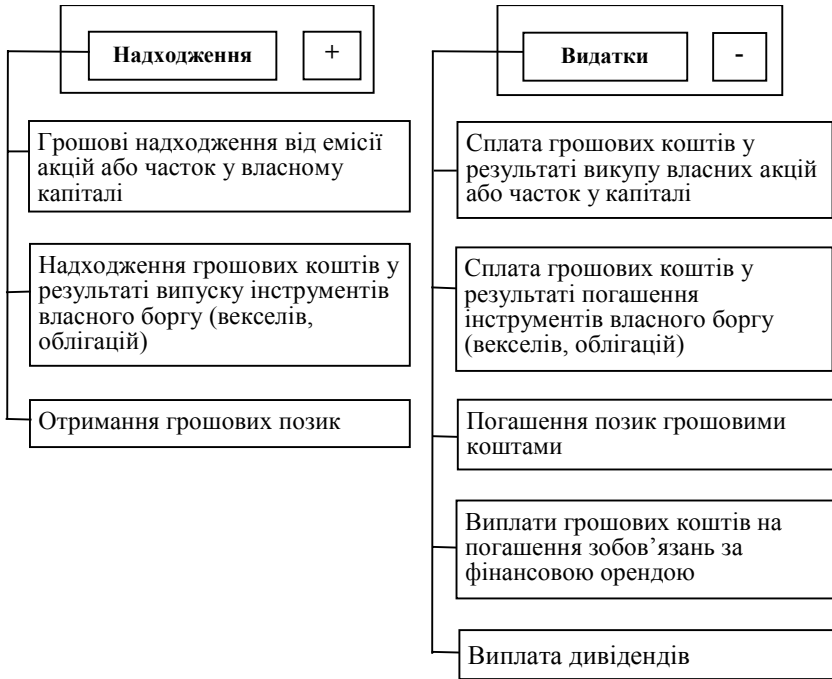 Надходження
+
Грошові надходження від емісії
акцій або часток у власному
капіталі
Надходження грошових коштів у
результаті випуску інструментів
власного боргу (векселів,
облігацій)
Отримання грошових позик
Видатки
-
Сплата грошових коштів у
результаті викупу власних акцій
або часток у капіталі
Сплата грошових коштів у
результаті погашення
інструментів власного боргу
(векселів, облігацій)
Погашення позик грошовими
коштами
Виплати грошових коштів на
погашення зобов’язань за
фінансовою орендою
Виплата дивідендів